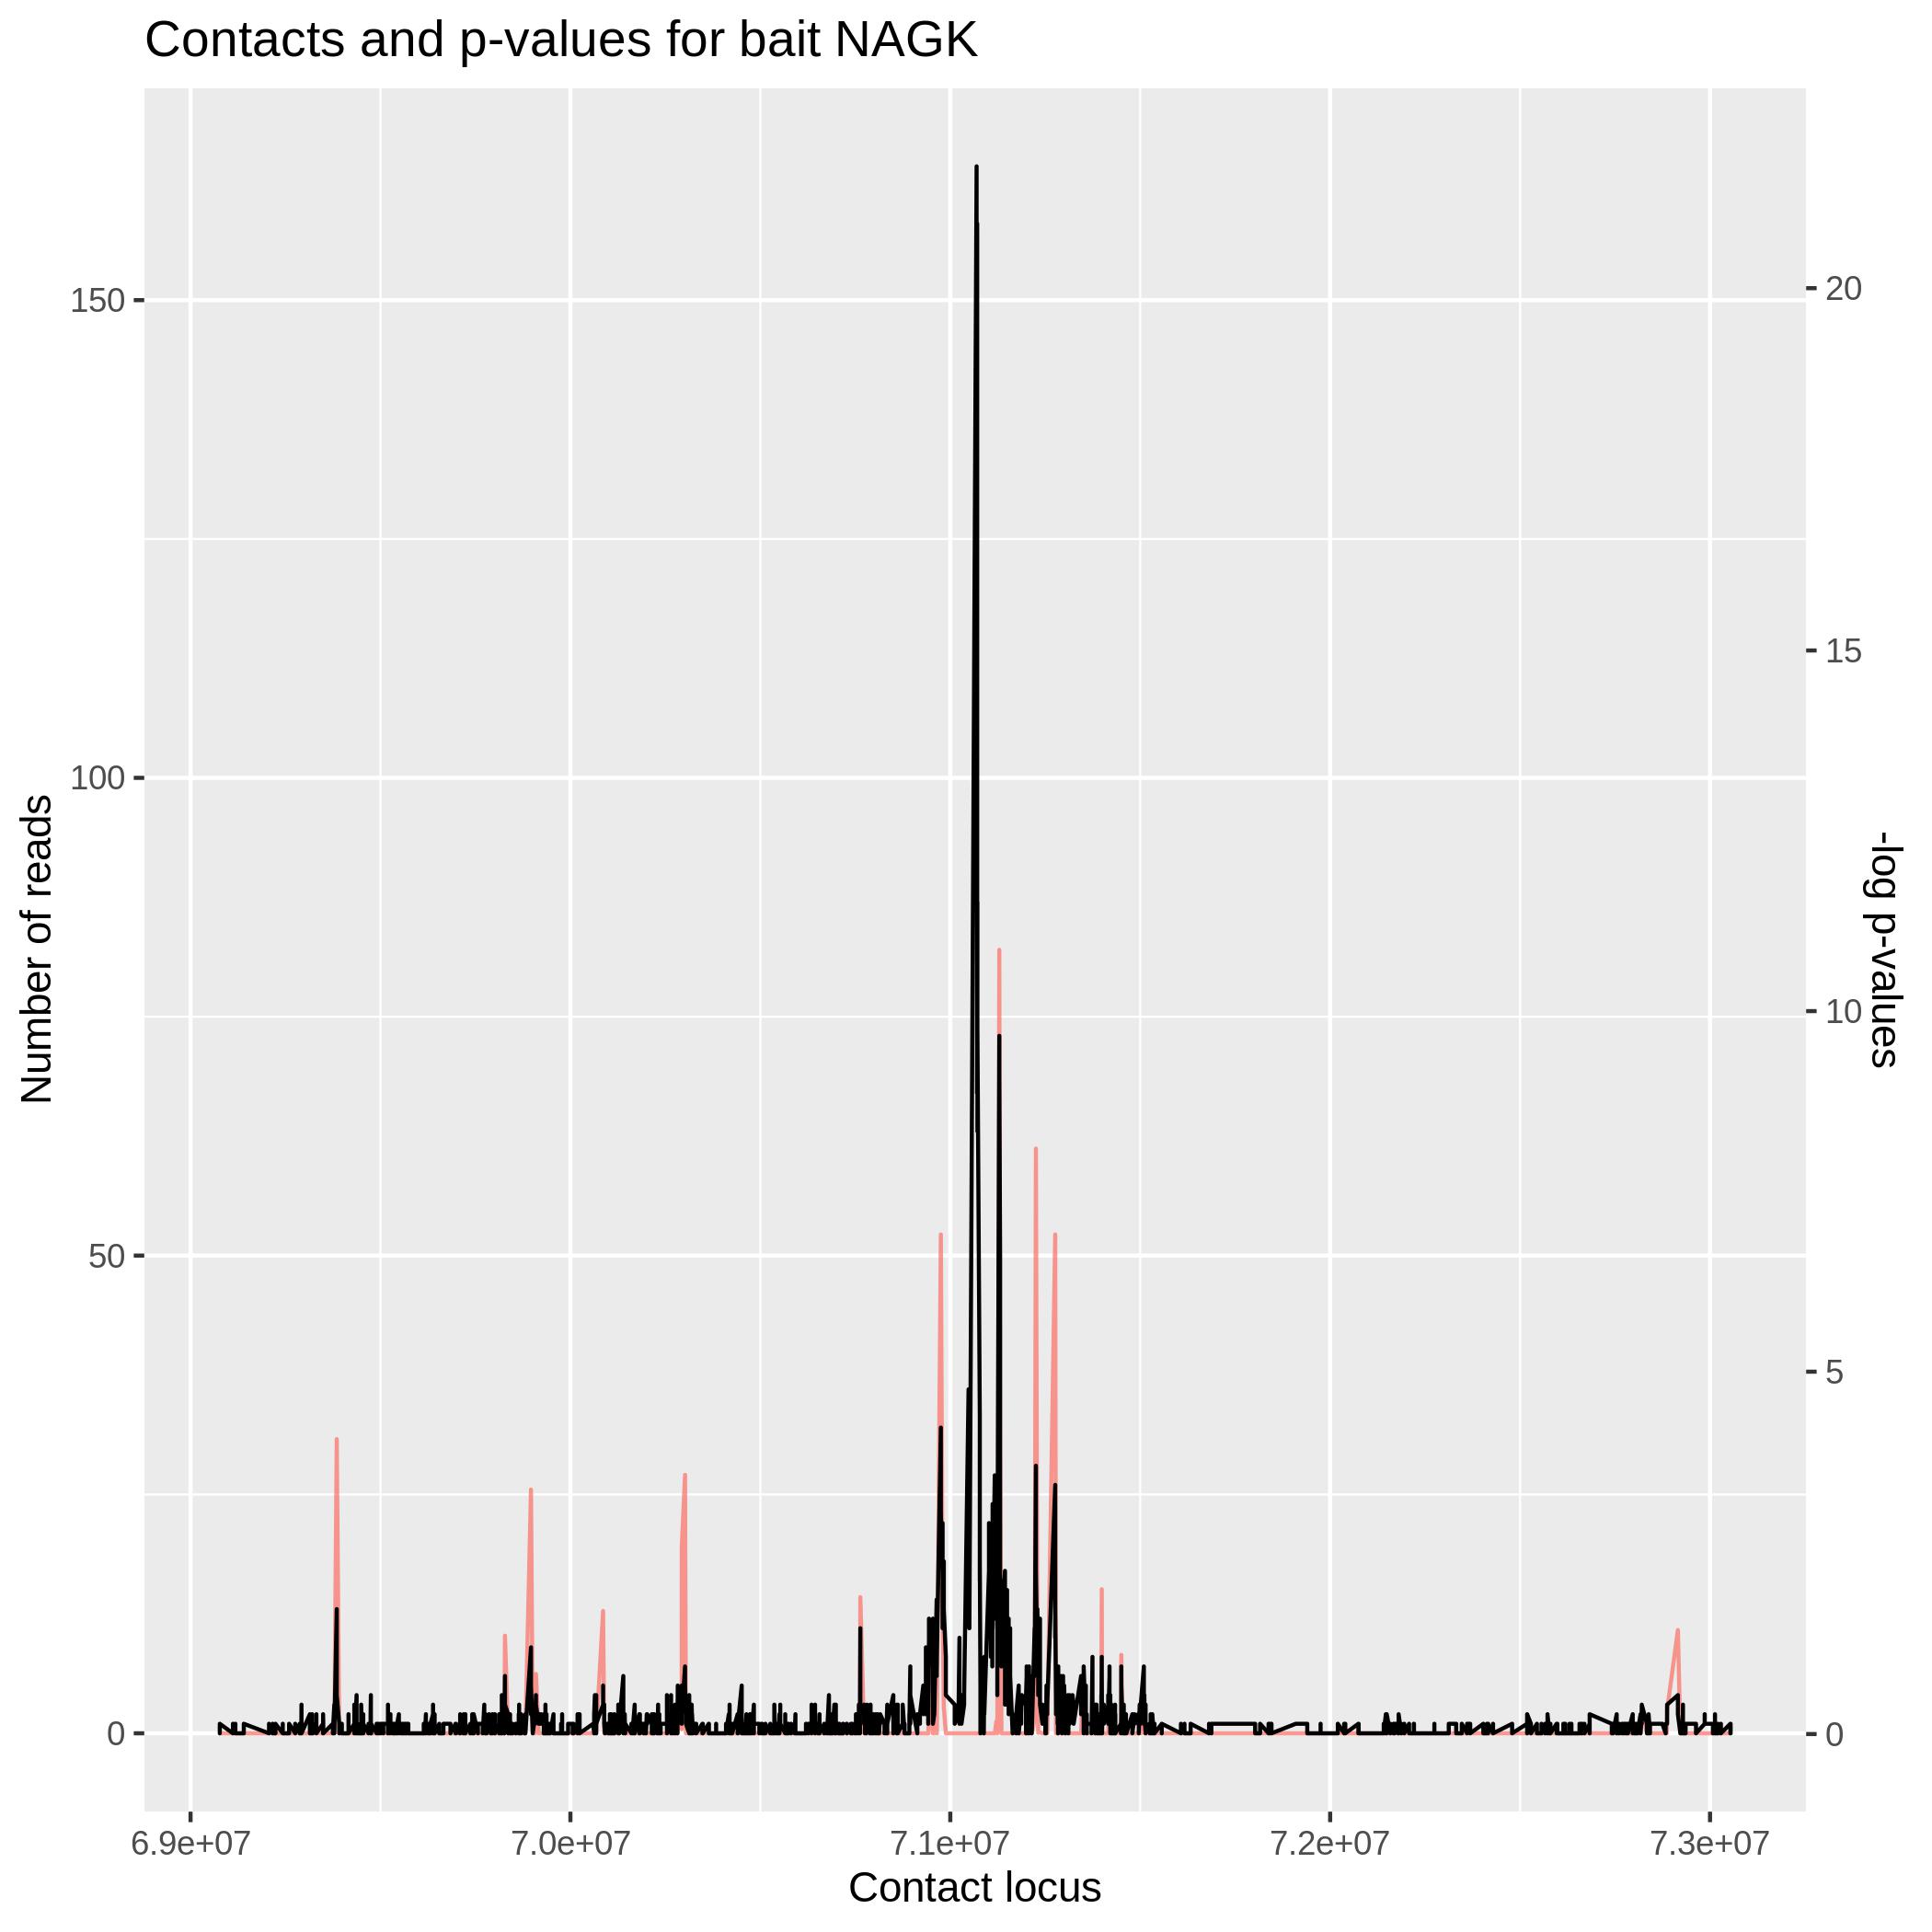 Contacts and p-values for bait NAGK
150
100
50
0
Number of reads
20
15
10
5
0
-log p-values
6.9e+07
7.0e+07
7.1e+07
7.2e+07
7.3e+07
Contact locus